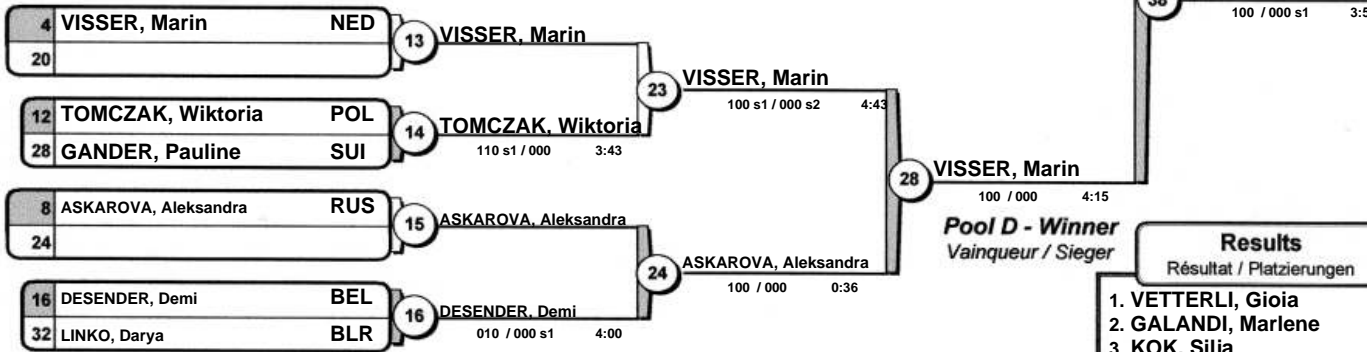 38
100 / 000 s1
4 VISSER, Marin NED
20
13
VISSER, Marin
12 TOMCZAK, Wiktoria POL
28 GANDER, Pauline SUI
14
TOMCZAK, Wiktoria
110 s1 / 000 3:43
23
VISSER, Marin
100 s1 / 000 s2 4:43
8 ASKAROVA, Aleksandra RUS
24
15
ASKAROVA, Aleksandra
16 DESENDER, Demi BEL
32 LINKO, Darya BLR
16
DESENDER, Demi
010 / 000 s1 4:00
24
ASKAROVA, Aleksandra
100 / 000 0:36
28
VISSER, Marin
100 / 000 4:15
Pool D - Winner
Vainqueur / Sieger
Results
Résultat / Platzierungen
1. VETTERLI, Gioia
2. GALANDI, Marlene
3. KOK, Silja